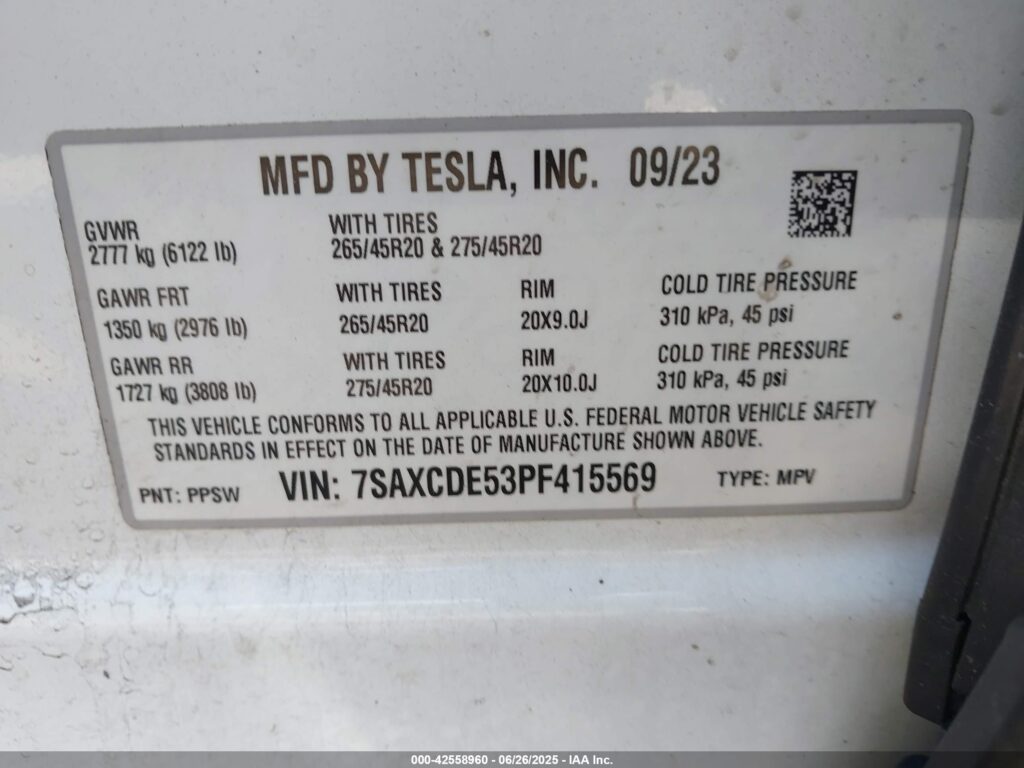 MFD BY TESLA, INC. 09/23
GVWR WITH TIRES
2777 kg (6122 lb) 265/45R20 & 275/45R20
GAWR FRT WITH TIRES RIM COLD TIRE PRESSURE
1350 kg (2976 lb) 265/45R20 20X9.0J 310 kPa, 45 psi
GAWR RR WITH TIRES RIM COLD TIRE PRESSURE
1727 kg (3808 lb) 275/45R20 20X10.0J 310 kPa, 45 psi
THIS VEHICLE CONFORMS TO ALL APPLICABLE U.S. FEDERAL MOTOR VEHICLE SAFETY
STANDARDS IN EFFECT ON THE DATE OF MANUFACTURE SHOWN ABOVE.
PNT: PPSW VIN: 7SAXCDE53PF415569 TYPE: MPV
000-42558960 - 06/26/2025 - IAA Inc.